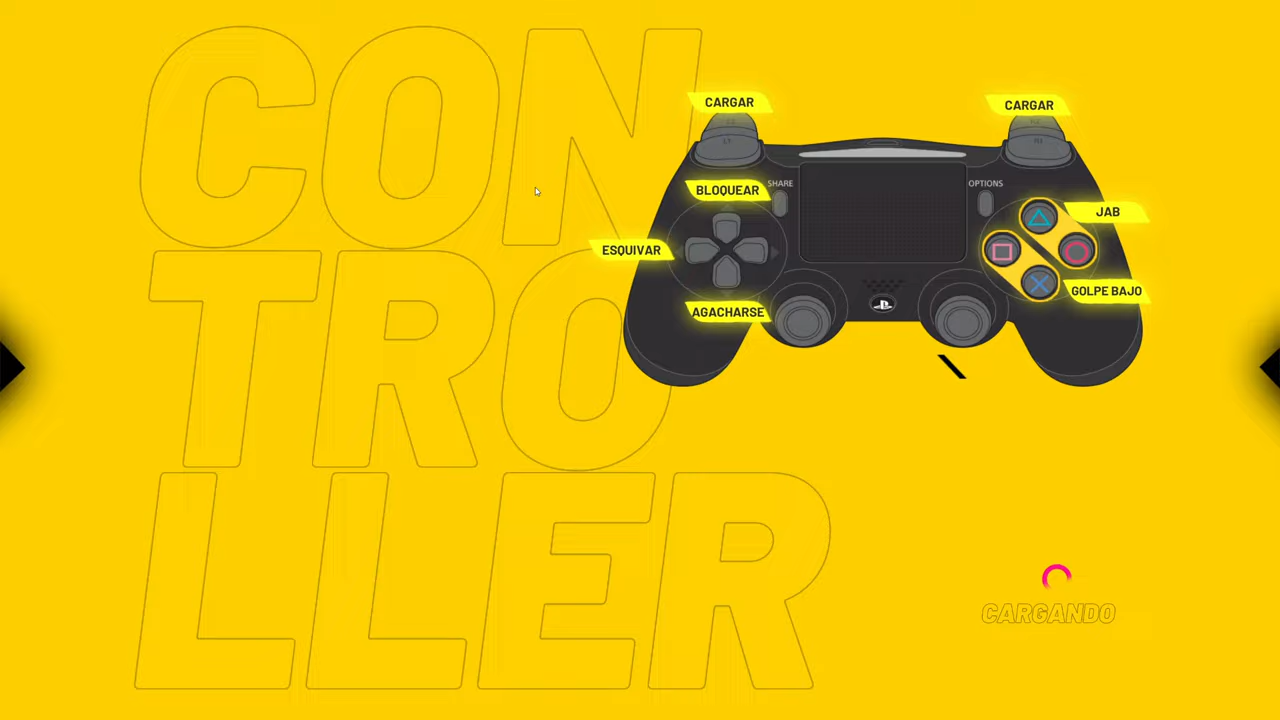 CON
TRO
LLER
CARGAR
CARGAR
BLOQUEAR
SHARE
OPTIONS
JAB
ESQUIVAR
GOLPE BAJO
AGACHARSE
CARGANDO